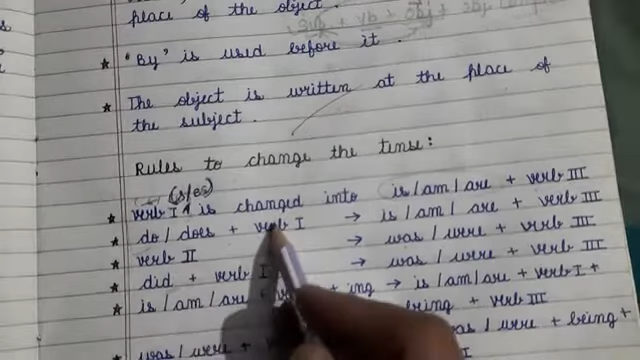 place of the object.
★ "By" is used before it.
★ The object is written at the place of
the subject.
Rules to change the tense:
(s/es)
★ verb I is changed into is/am/are + verb III
★ do/does + verb I → is/am/are + verb III
★ verb II → was/were + verb III
★ did + verb I → was/were + verb III
★ is/am/are + ing → is/am/are + verb I +
being + verb III
★ was/were + was/were + being +